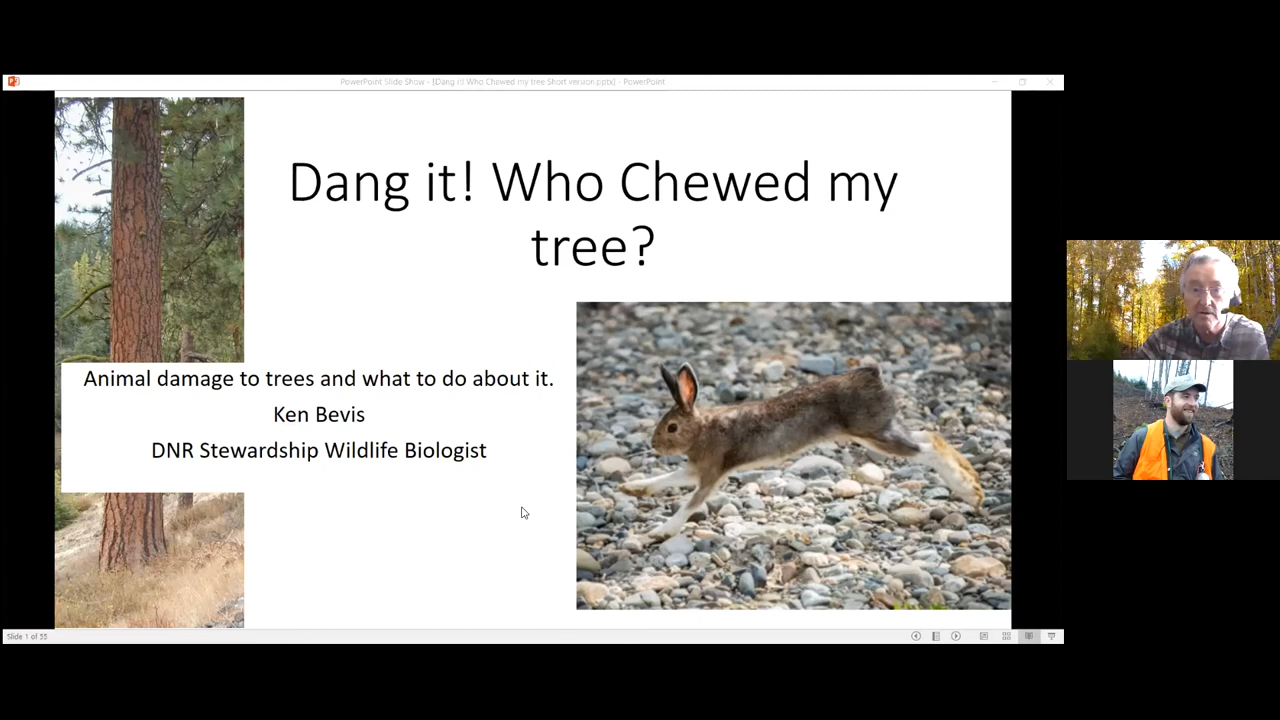 PowerPoint Slide Show - [Dang it! Who Chewed my tree Short version.pptx] - PowerPoint
Dang it! Who Chewed my
tree?
Animal damage to trees and what to do about it.
Ken Bevis
DNR Stewardship Wildlife Biologist
Slide 1 of 55